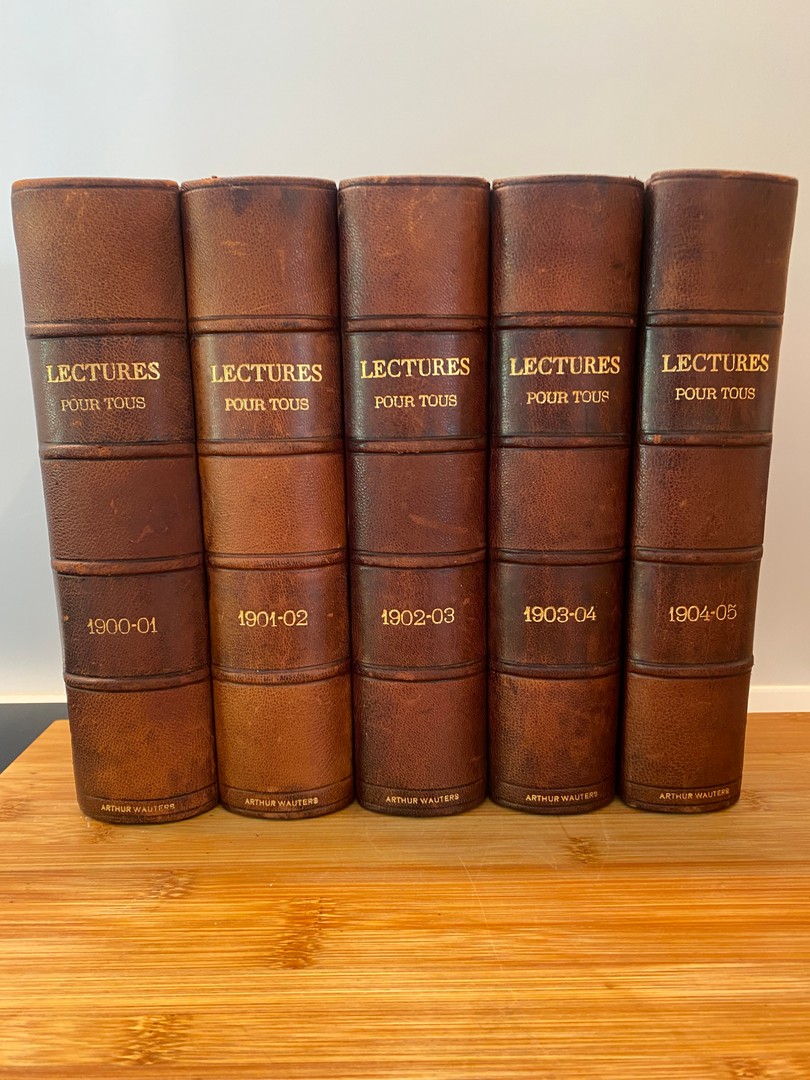 LECTURES
POUR TOUS
1900-01
ARTHUR WAUTERS
LECTURES
POUR TOUS
1901-02
ARTHUR WAUTERS
LECTURES
POUR TOUS
1902-03
ARTHUR WAUTERS
LECTURES
POUR TOUS
1903-04
ARTHUR WAUTERS
LECTURES
POUR TOUS
1904-05
ARTHUR WAUTERS